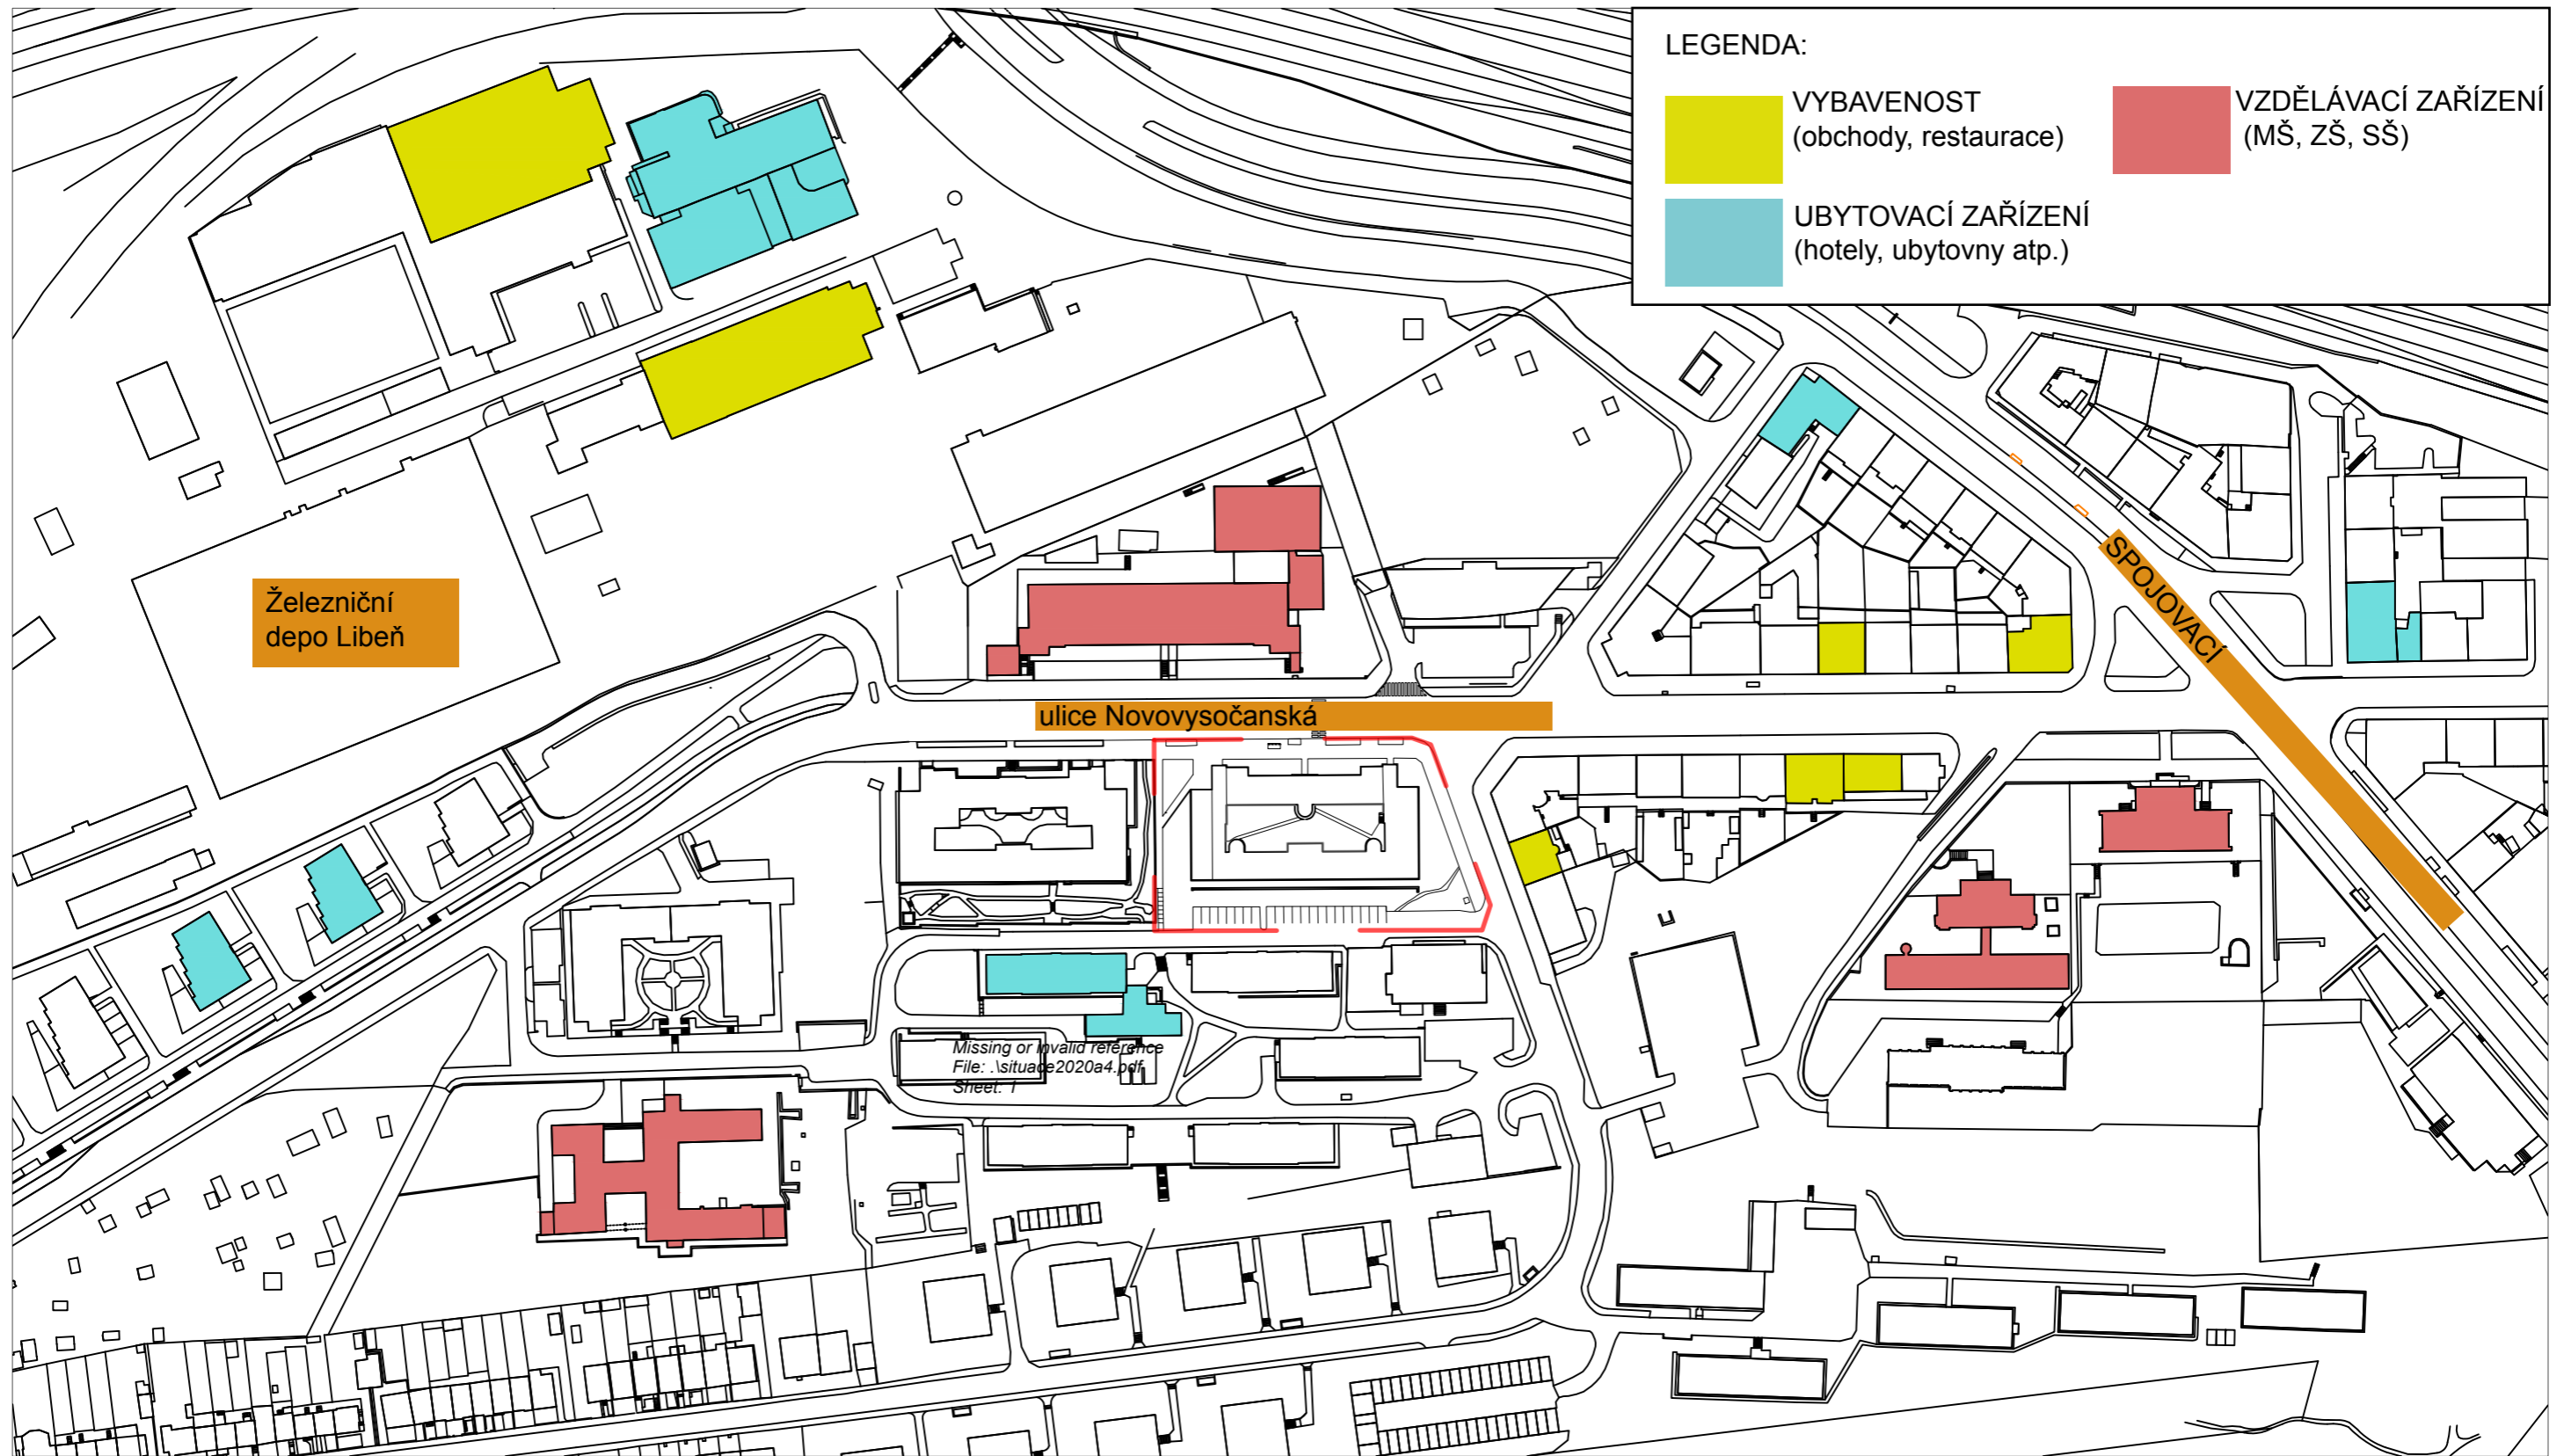 LEGENDA:
VYBAVENOST
(obchody, restaurace)
VZDĚLÁVACÍ ZAŘÍZENÍ
(MŠ, ZŠ, SŠ)
UBYTOVACÍ ZAŘÍZENÍ
(hotely, ubytovny atp.)
SPOJOVACÍ
Železniční
depo Libeň
ulice Novovysočanská
Missing or invalid reference
File: .\situace2020a4.pdf
Sheet: 1